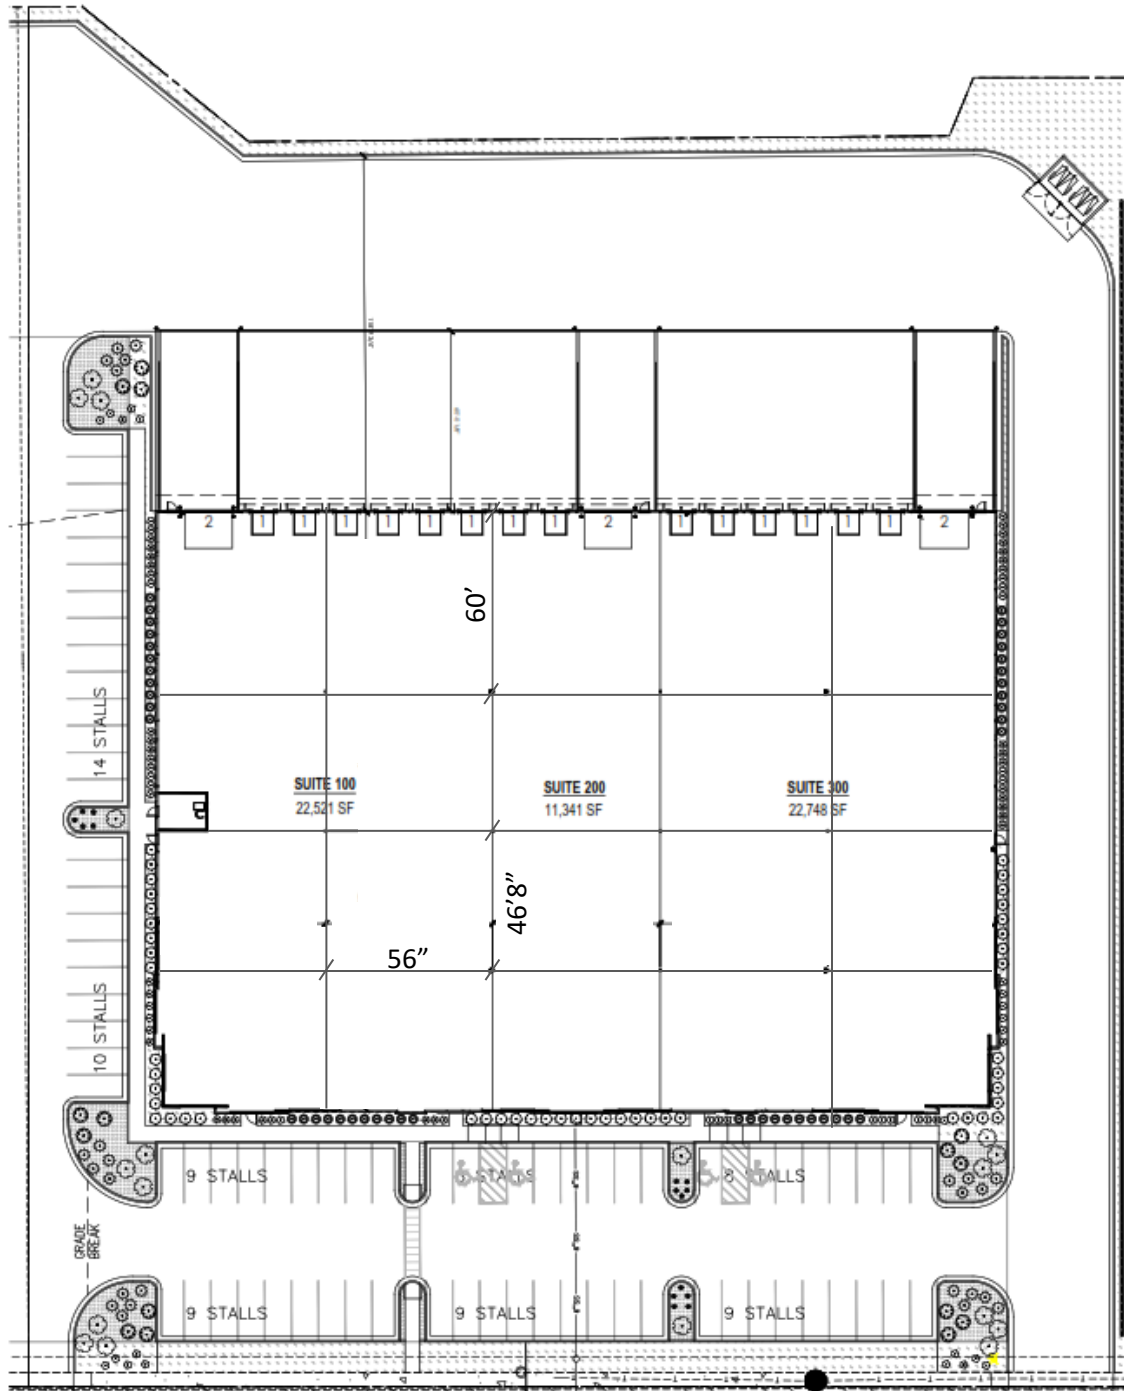 2
1
1
1
1
1
1
1
1
2
1
1
1
1
1
1
2
60’
14 STALLS
SUITE 100
22,521 SF
SUITE 200
11,341 SF
SUITE 300
22,748 SF
46’8”
56”
10 STALLS
9 STALLS
STALLS
8 STALLS
GRADE
BREAK
9 STALLS
9 STALLS
9 STALLS